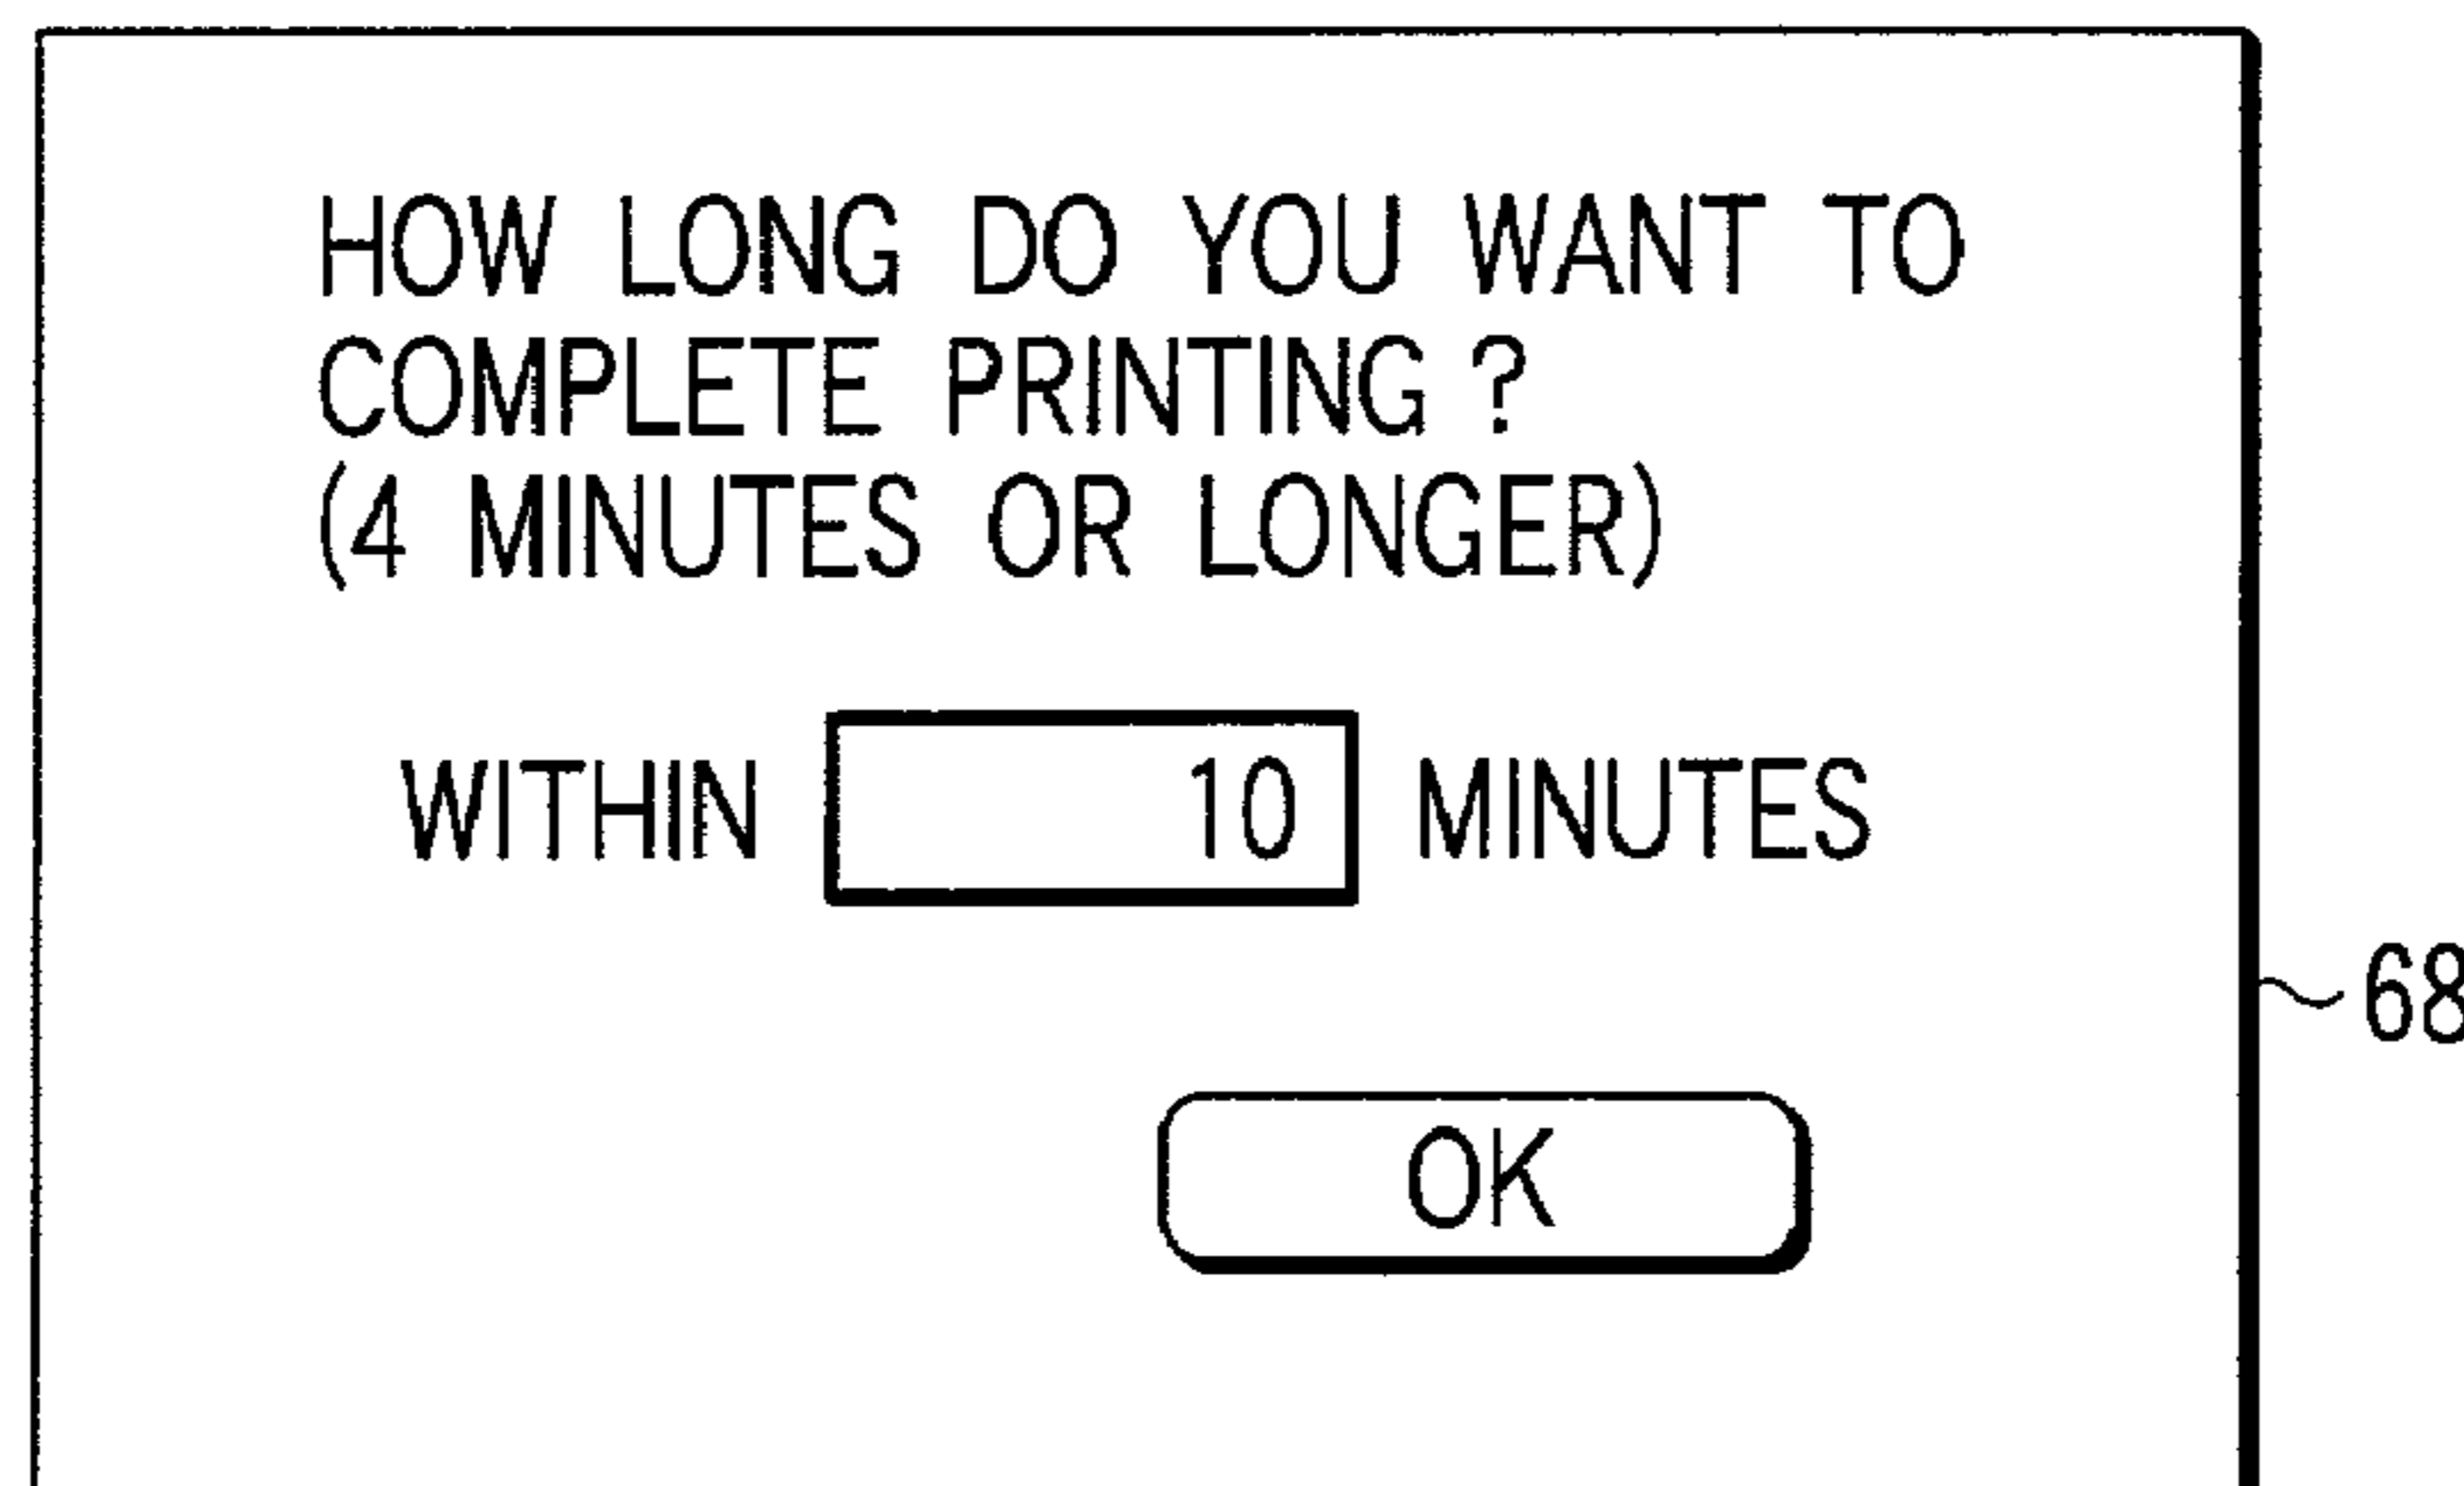 HOW LONG DO YOU WANT TO
COMPLETE PRINTING ?
(4 MINUTES OR LONGER)
WITHIN 10 MINUTES
68
OK